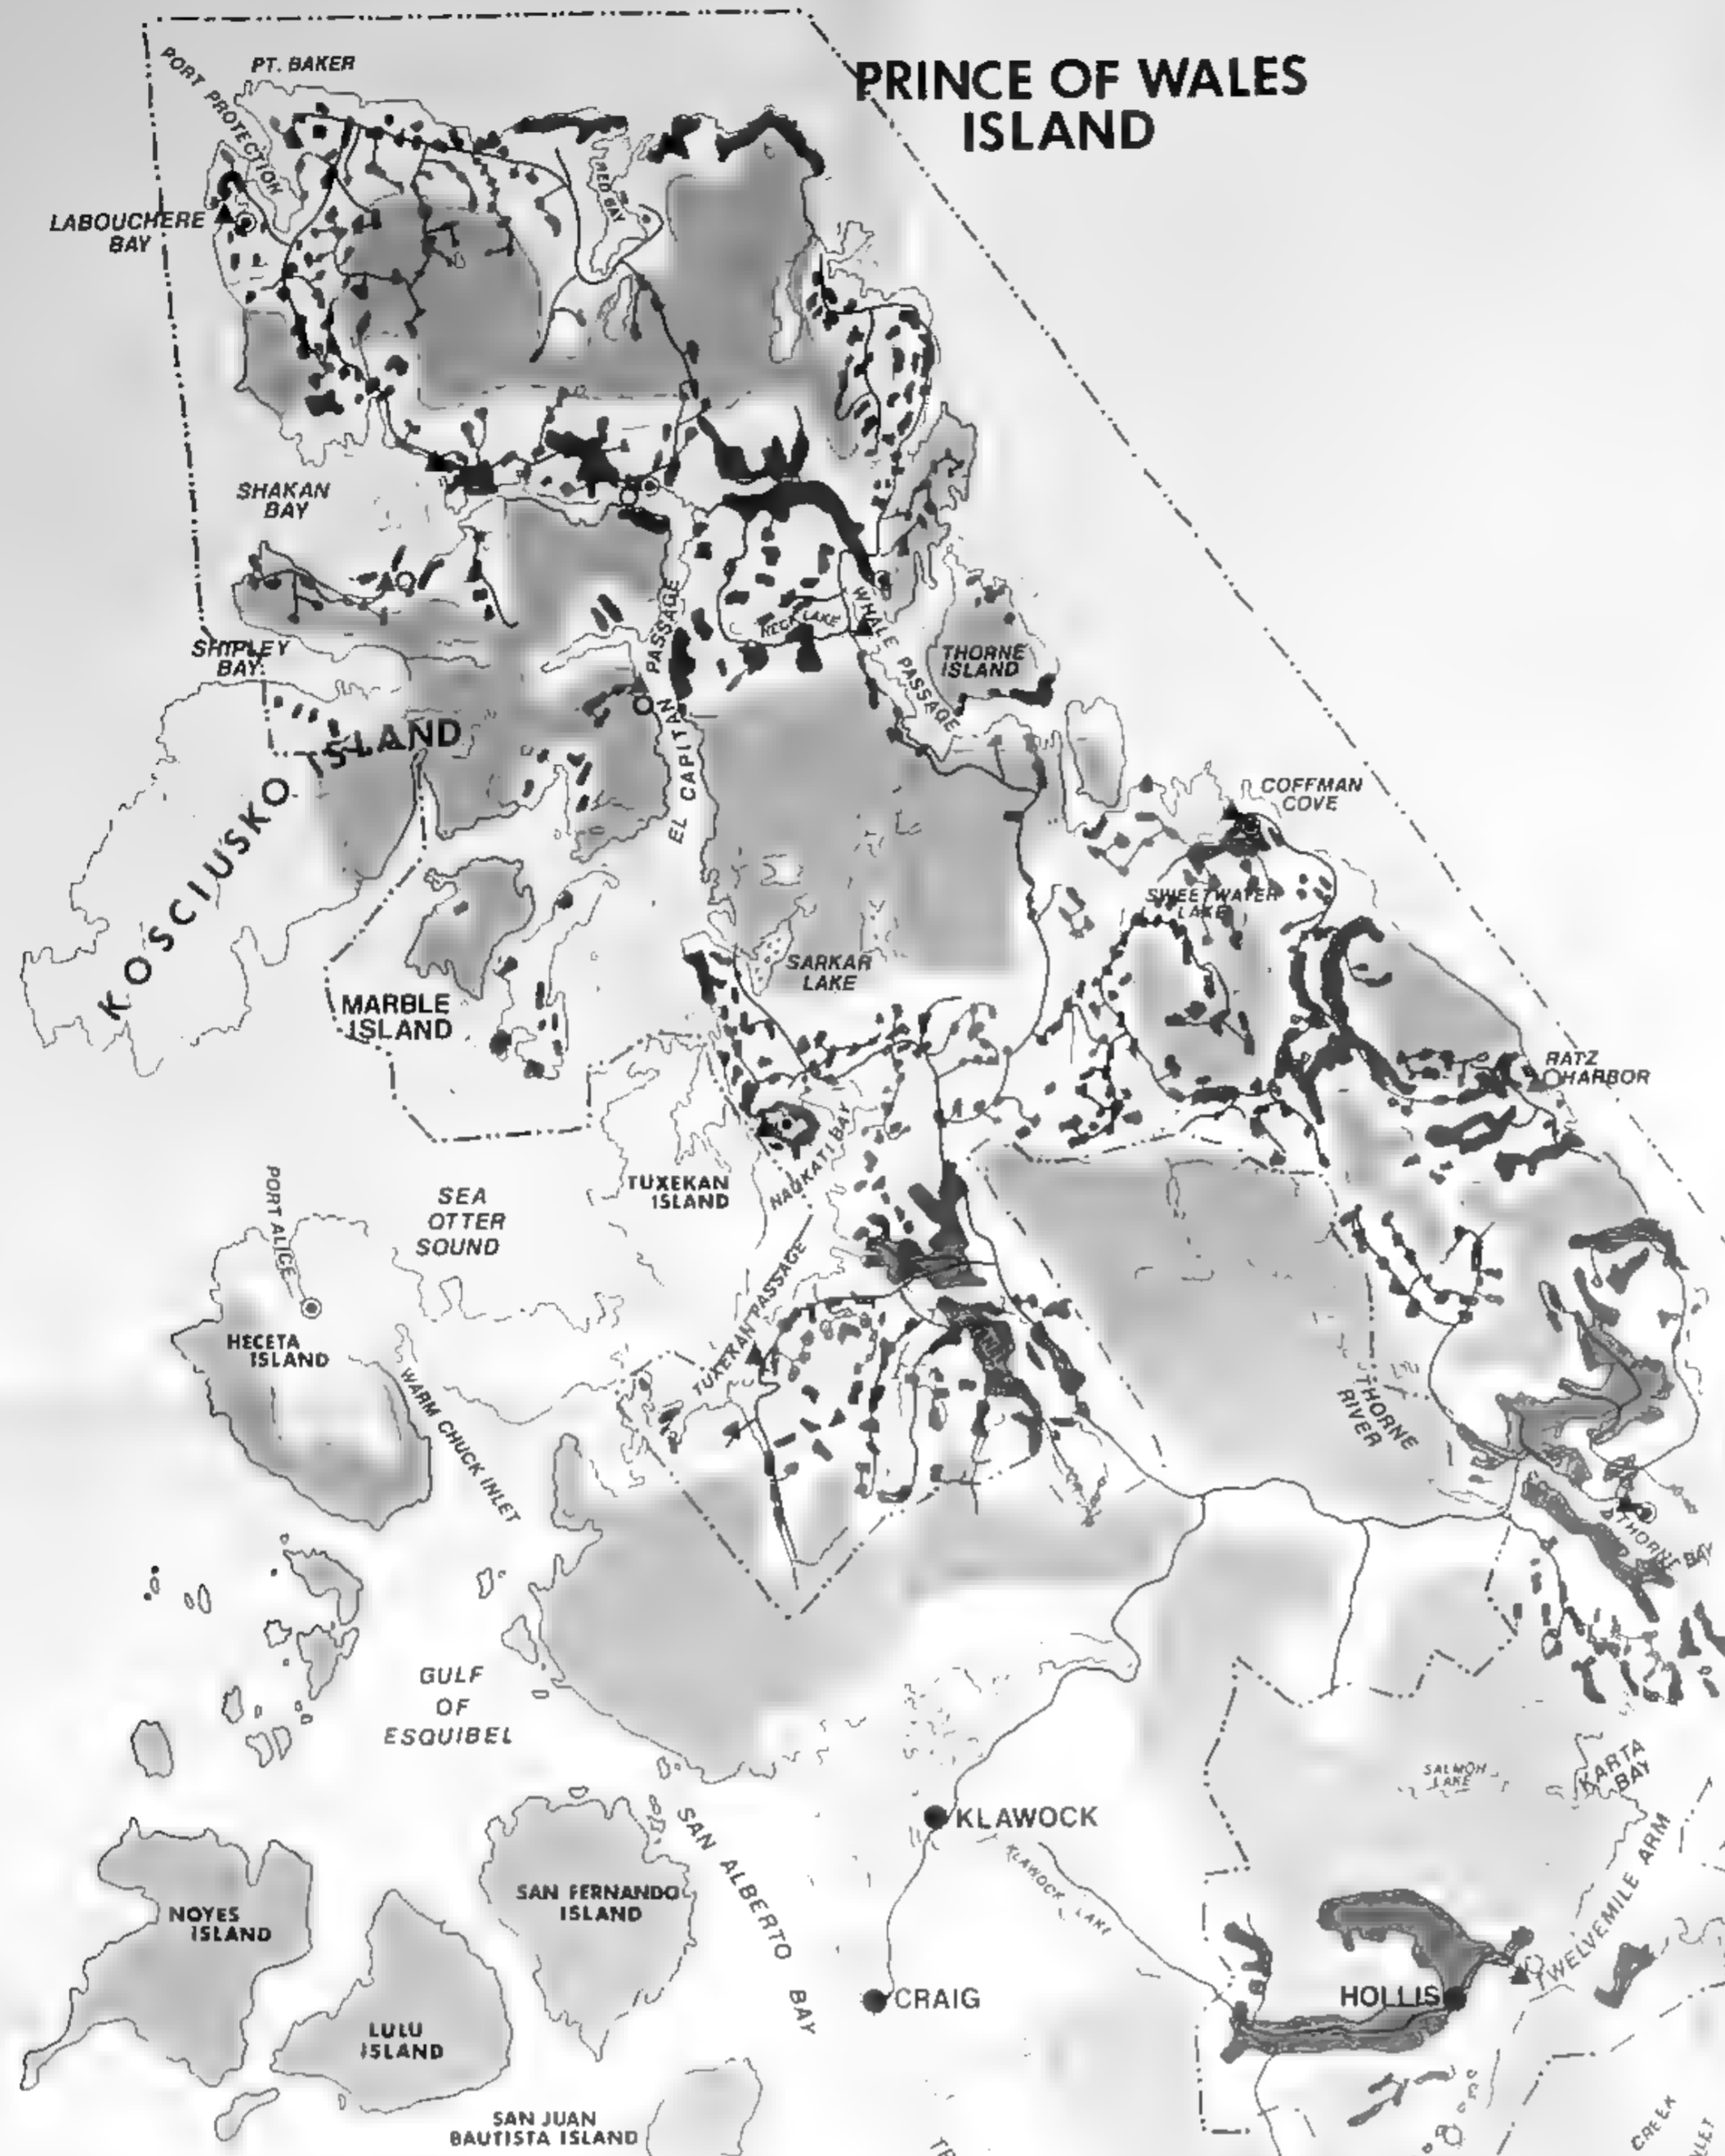 PRINCE OF WALES
ISLAND
PT. BAKER
PORT PROTECTION
RED BAY
LABOUCHERE
BAY
SHAKAN
BAY
NECK LAKE
WHALE PASSAGE
THORNE
ISLAND
SHIPLEY
BAY
EL CAPITAN PASSAGE
KOSCIUSKO ISLAND
COFFMAN
COVE
SWEETWATER
LAKE
SARKAR
LAKE
MARBLE
ISLAND
RATZ
HARBOR
NAUKATI BAY
TUXEKAN
ISLAND
PORT ALICE
SEA
OTTER
SOUND
TUXEKAN PASSAGE
HECETA
ISLAND
WARM CHUCK INLET
THORNE
RIVER
THORNE BAY
GULF
OF
ESQUIBEL
SALMON
LAKE
KARTA
BAY
KLAWOCK
SAN ALBERTO BAY
KLAWOCK LAKE
TWELVEMILE ARM
SAN FERNANDO
ISLAND
NOYES
ISLAND
HOLLIS
CRAIG
LULU
ISLAND
SAN JUAN
BAUTISTA ISLAND
CREEK